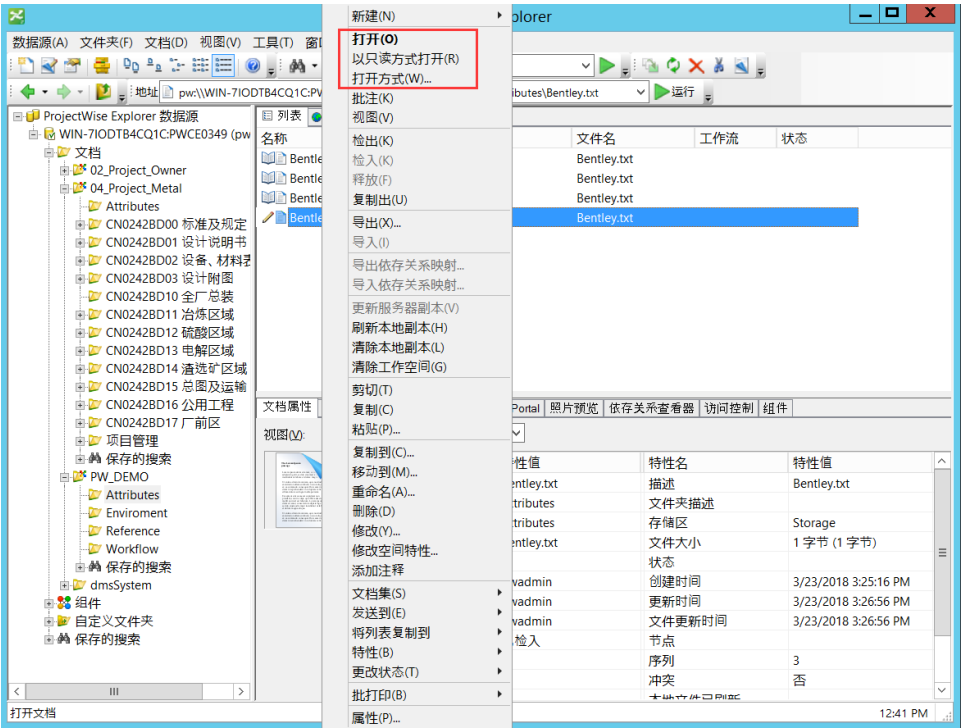 plorer
数据源(A) 文件夹(F) 文档(D) 视图(V) 工具(T)
地址 pw:\\WIN-7IODTB4CQ1C:PW
ibutes\Bentley.txt 运行
ProjectWise Explorer 数据源
WIN-7IODTB4CQ1C:PWCE0349 (pw
文档
02_Project_Owner
04_Project_Metal
Attributes
CN0242BD00 标准及规定
CN0242BD01 设计说明书
CN0242BD02 设备、材料表
CN0242BD03 设计附图
CN0242BD10 全厂总装
CN0242BD11 冶炼区域
CN0242BD12 硫酸区域
CN0242BD13 电解区域
CN0242BD14 渣选矿区域
CN0242BD15 总图及运输
CN0242BD16 公用工程
CN0242BD17 厂前区
项目管理
保存的搜索
PW_DEMO
Attributes
Enviroment
Reference
Workflow
保存的搜索
dmsSystem
组件
自定义文件夹
保存的搜索
打开文档
列表
名称
Bentle
Bentle
Bentle
Bentle
文档属性
视图(V):
新建(N)
打开(O)
以只读方式打开(R)
打开方式(W)...
批注(K)
视图(V)
检出(K)
检入(K)
释放(F)
复制出(U)
导出(X)...
导入(I)
导出依存关系映射...
导入依存关系映射...
更新服务器副本(V)
刷新本地副本(H)
清除本地副本(L)
清除工作空间(G)
剪切(T)
复制(C)
粘贴(P)...
复制到(C)...
移动到(M)...
重命名(A)...
删除(D)
修改(Y)...
修改空间特性...
添加注释
文档集(S)
发送到(E)
将列表复制到
特性(B)
更改状态(T)
批打印(B)
属性(P)...
文件名 工作流 状态
Bentley.txt
Bentley.txt
Bentley.txt
Bentley.txt
Portal 照片预览 依存关系查看器 访问控制 组件
性值 特性名 特性值
entley.txt 描述 Bentley.txt
ttributes 文件夹描述
ttributes 存储区 Storage
entley.txt 文件大小 1 字节 (1 字节)
状态
wadmin 创建时间 3/23/2018 3:25:16 PM
wadmin 更新时间 3/23/2018 3:26:56 PM
wadmin 文件更新时间 3/23/2018 3:26:56 PM
检入 节点
序列 3
冲突 否
12:41 PM